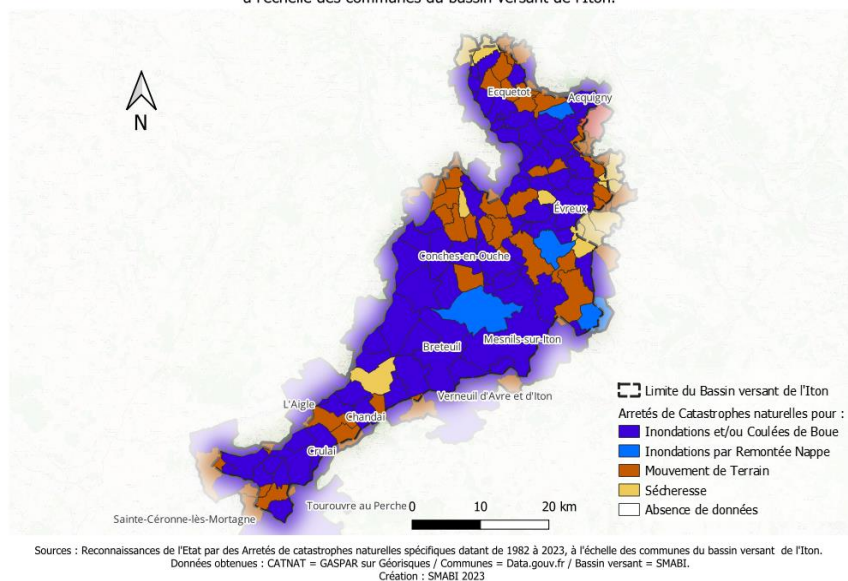 à l'échelle des communes du bassin versant de l'Iton.
N
Ecquetot
Acquigny
Évreux
Conches-en-Ouche
Mesnils-sur-Iton
Breteuil
Verneuil d'Avre et d'Iton
L'Aigle
Chandai
Crulai
Tourouvre au Perche
Sainte-Céronne-lès-Mortagne
0 10 20 km
Limite du Bassin versant de l'Iton
Arretés de Catastrophes naturelles pour :
Inondations et/ou Coulées de Boue
Inondations par Remontée Nappe
Mouvement de Terrain
Sécheresse
Absence de données
Sources : Reconnaissances de l'Etat par des Arretés de catastrophes naturelles spécifiques datant de 1982 à 2023, à l'échelle des communes du bassin versant de l'Iton.
Données obtenues : CATNAT = GASPAR sur Géorisques / Communes = Data.gouv.fr / Bassin versant = SMABI.
Création : SMABI 2023